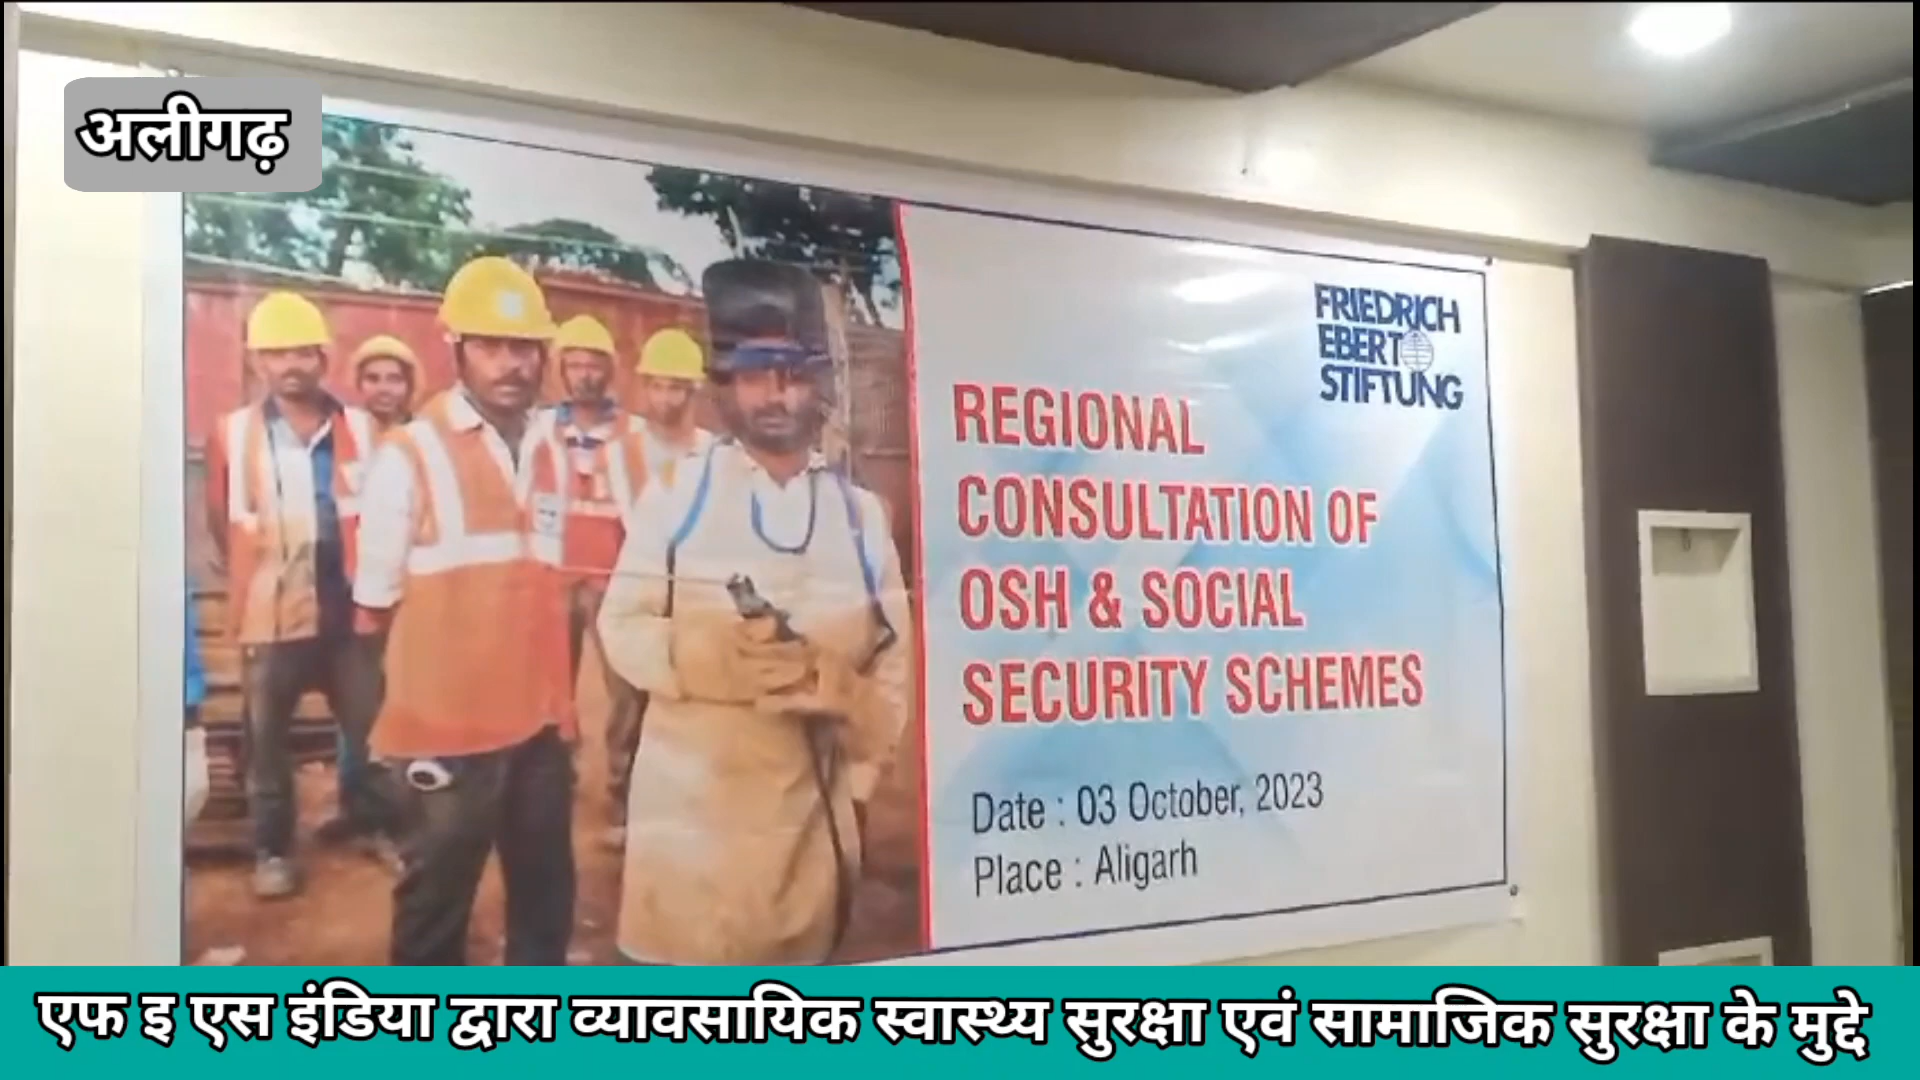 अलीगढ़
FRIEDRICH
EBERT
STIFTUNG
REGIONAL
CONSULTATION OF
OSH & SOCIAL
SECURITY SCHEMES
Date : 03 October, 2023
Place : Aligarh
एफ इ एस इंडिया द्वारा व्यावसायिक स्वास्थ्य सुरक्षा एवं सामाजिक सुरक्षा के मुद्दे